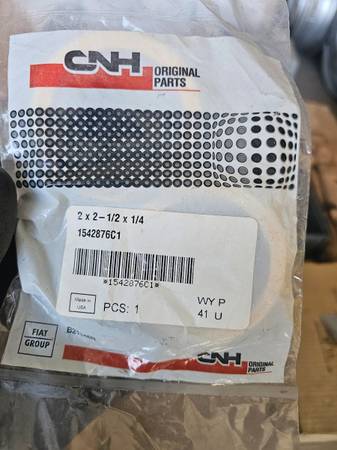 CNH
ORIGINAL
PARTS
2 x 2-1/2 x 1/4
1542876C1
*1542876C1*
Made in
USA
PCS: 1
WY P
41 U
FIAT
GROUP
CNH
ORIGINAL
PARTS